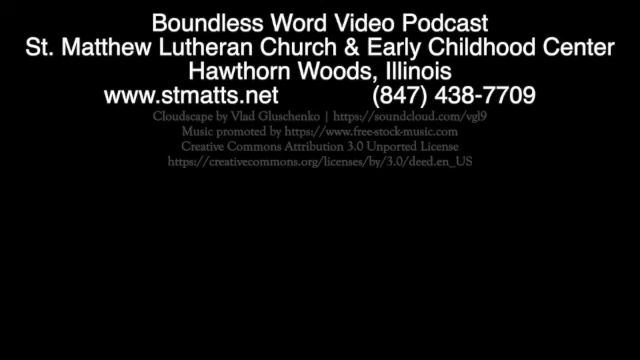 Boundless Word Video Podcast
St. Matthew Lutheran Church & Early Childhood Center
Hawthorn Woods, Illinois
www.stmatts.net (847) 438-7709
Cloudscape by Vlad Gluschenko | https://soundcloud.com/vgl9
Music promoted by https://www.free-stock-music.com
Creative Commons Attribution 3.0 Unported License
https://creativecommons.org/licenses/by/3.0/deed.en_US